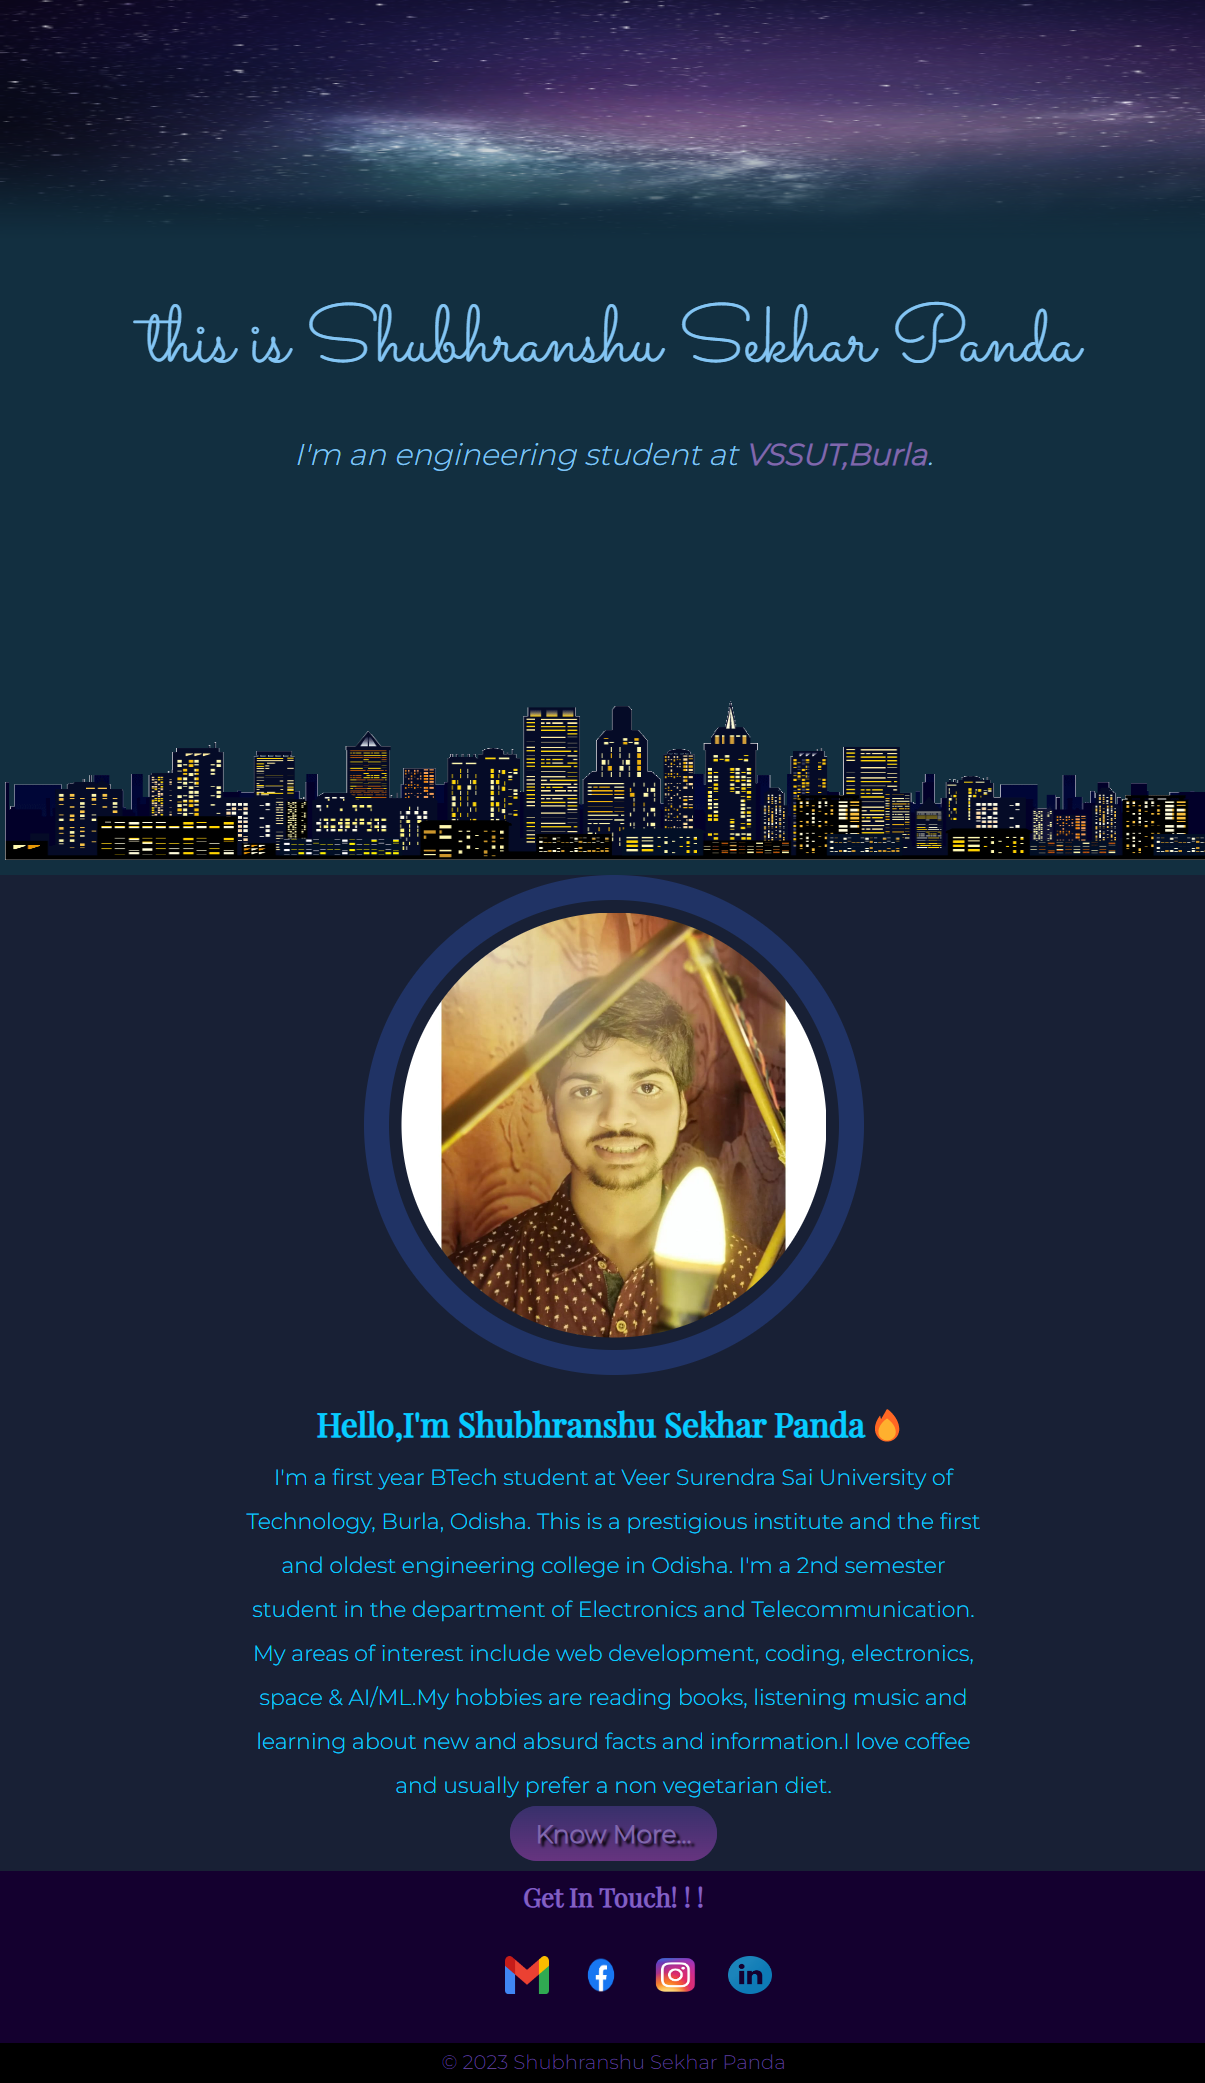 this is Shubhranshu Sekhar Panda
I'm an engineering student at VSSUT,Burla.
Hello,I'm Shubhranshu Sekhar Panda 🔥
I'm a first year BTech student at Veer Surendra Sai University of
Technology, Burla, Odisha. This is a prestigious institute and the first
and oldest engineering college in Odisha. I'm a 2nd semester
student in the department of Electronics and Telecommunication.
My areas of interest include web development, coding, electronics,
space & AI/ML.My hobbies are reading books, listening music and
learning about new and absurd facts and information.I love coffee
and usually prefer a non vegetarian diet.
Know More...
Get In Touch! ! !
in
© 2023 Shubhranshu Sekhar Panda